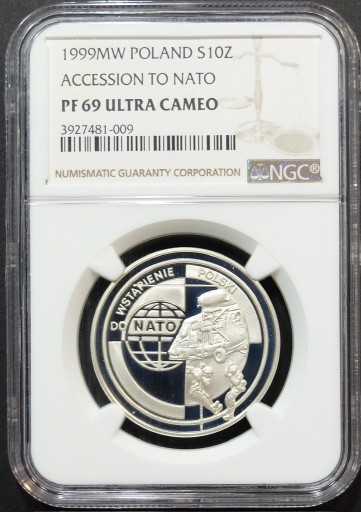 1999MW POLAND S10Z
ACCESSION TO NATO
PF 69 ULTRA CAMEO
3927481-009
NUMISMATIC GUARANTY CORPORATION
NGC®
WSTĄPIENIE POLSKI
DO NATO